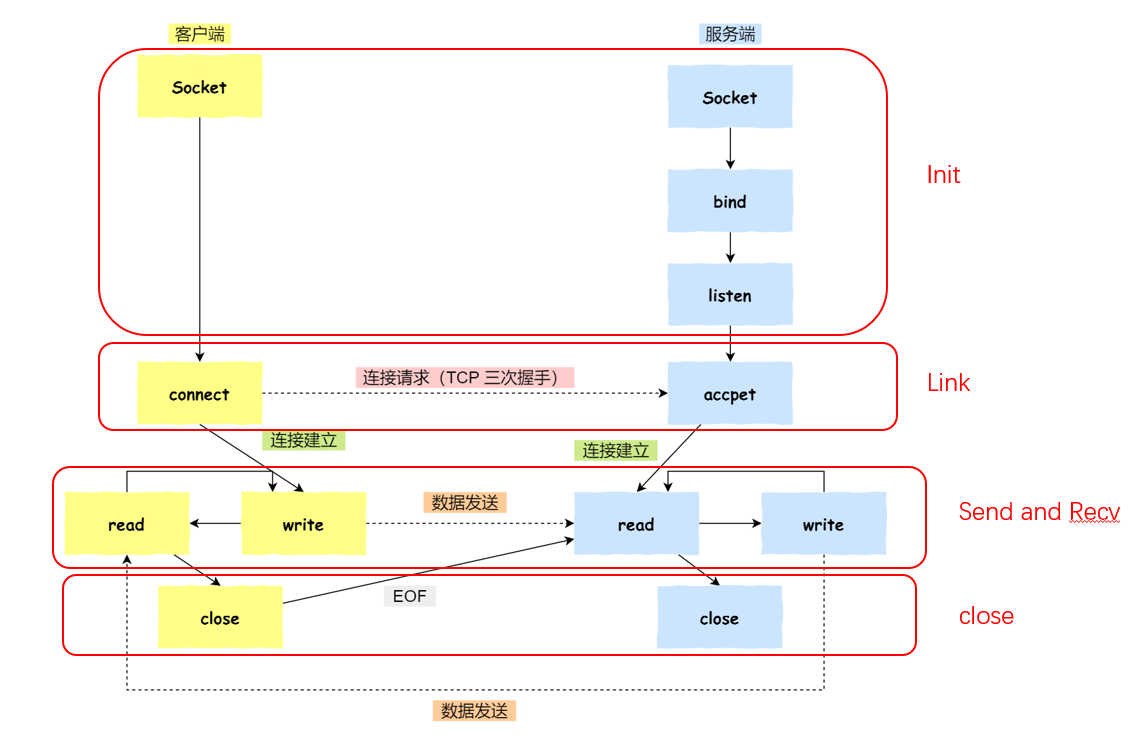 客户端
服务端
Socket
Socket
Init
bind
listen
连接请求（TCP 三次握手）
Link
connect
accpet
连接建立
连接建立
数据发送
Send and Recv
read
write
read
write
EOF
close
close
close
数据发送